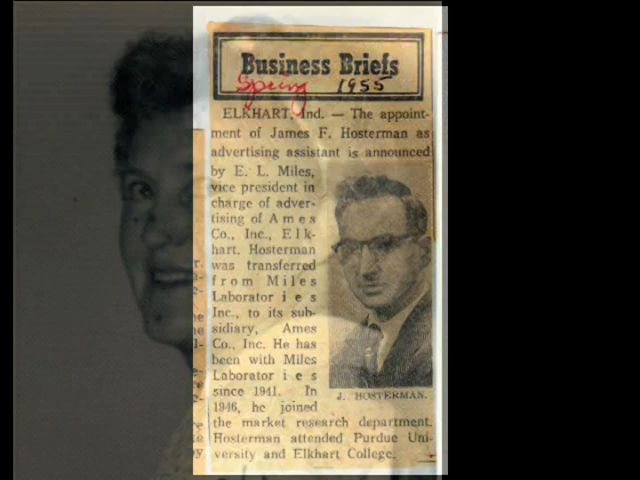 Business Briefs
Spring 1955
ELKHART, Ind. — The appoint-
ment of James F. Hosterman as
advertising assistant is announced
by E. L. Miles,
vice president in
charge of adver-
tising of Ames
Co., Inc., Elk-
hart. Hosterman
was transferred
from Miles
Laboratories
Inc., to its sub-
sidiary, Ames
Co., Inc. He has
been with Miles
Laboratories
since 1941. In
1946, he joined
the market research department.
Hosterman attended Purdue Uni-
versity and Elkhart College.
J. HOSTERMAN.